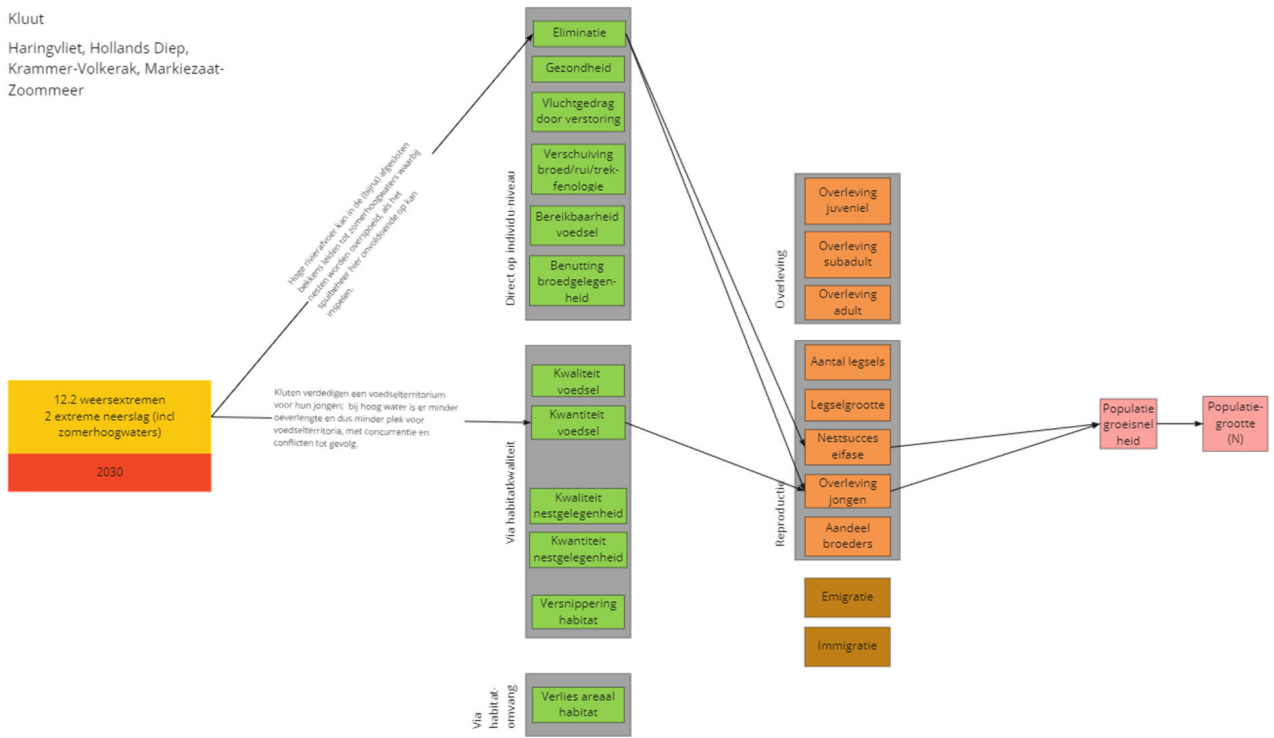 Kluut
Haringvliet, Hollands Diep,
Krammer-Volkerak, Markiezaat-
Zoommeer
12.2 weersextremen
2 extreme neerslag (incl
zomerhoogwaters)
2030
Hoge rivierafvoer kan in de (bijna) afgesloten
bekkens leiden tot zomerhoogwaters waarbij
nesten worden overspoeld, als het
spuibeheer hier onvoldoende op kan
inspelen.
Kluten verdedigen een voedselterritorium
voor hun jongen; bij hoog water is er minder
oeverlengte en dus minder plek voor
voedselterritoria, met concurrentie en
conflicten tot gevolg.
Direct op individu-niveau
Eliminatie
Gezondheid
Vluchtgedrag
door verstoring
Verschuiving
broed/rui/trek-
fenologie
Bereikbaarheid
voedsel
Benutting
broedgelegen-
heid
Via habitatkwaliteit
Kwaliteit
voedsel
Kwantiteit
voedsel
Kwaliteit
nestgelegenheid
Kwantiteit
nestgelegenheid
Versnippering
habitat
Via
habitat-
omvang
Verlies areaal
habitat
Overleving
Overleving
juveniel
Overleving
subadult
Overleving
adult
Reproductie
Aantal legsels
Legselgrootte
Nestsucces
eifase
Overleving
jongen
Aandeel
broeders
Emigratie
Immigratie
Populatie
groeisnel
heid
Populatie-
grootte
(N)